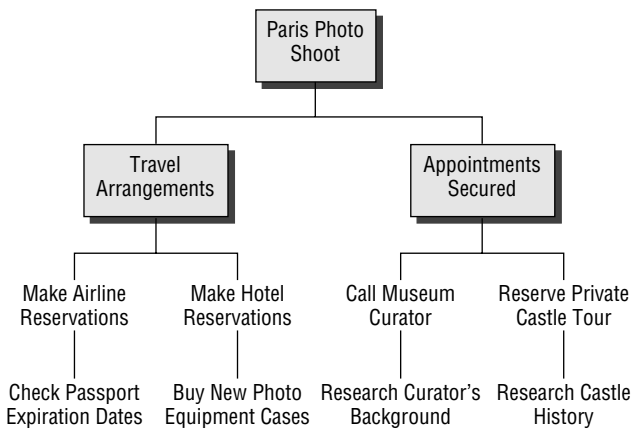 Paris Photo
Shoot
Travel
Arrangements
Appointments
Secured
Make Airline
Reservations
Make Hotel
Reservations
Call Museum
Curator
Reserve Private
Castle Tour
Check Passport
Expiration Dates
Buy New Photo
Equipment Cases
Research Curator's
Background
Research Castle
History